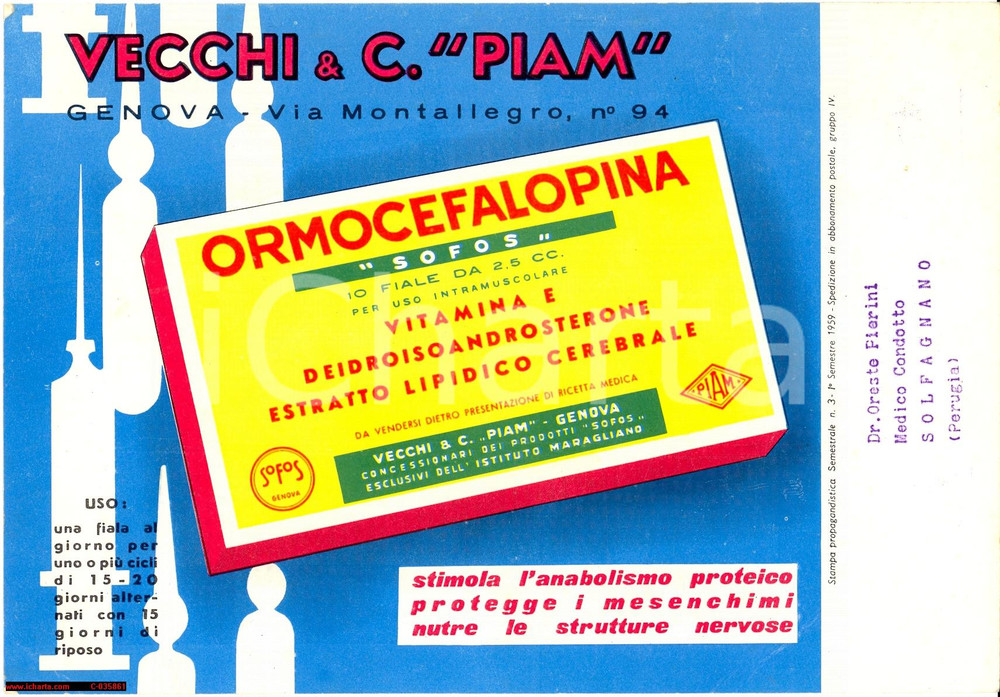 VECCHI & C. "PIAM"
GENOVA - Via Montallegro, n° 94
ORMOCEFALOPINA
"SOFOS"
10 FIALE DA 2,5 CC.
PER USO INTRAMUSCOLARE
VITAMINA E
DEIDROISOANDROSTERONE
ESTRATTO LIPIDICO CEREBRALE
DA VENDERSI DIETRO PRESENTAZIONE DI RICETTA MEDICA
VECCHI & C. „PIAM" - GENOVA
CONCESSIONARI DEI PRODOTTI "SOFOS„
ESCLUSIVI DELL'ISTITUTO MARAGLIANO
SOFOS
GENOVA
PIAM
USO:
una fiala al
giorno per
uno o più cicli
di 15-20
giorni alter-
nati con 15
giorni di
riposo
stimola l'anabolismo proteico
protegge i mesenchimi
nutre le strutture nervose
Stampa propagandistica Semestrale n. 3 - I° Semestre 1959 - Spedizione in abbonamento postale, gruppo IV.
Dr. Oreste Fiorini
Medico Condotto
SOLFAGNANO
(Perugia)
iCharta
www.icharta.com C-035861